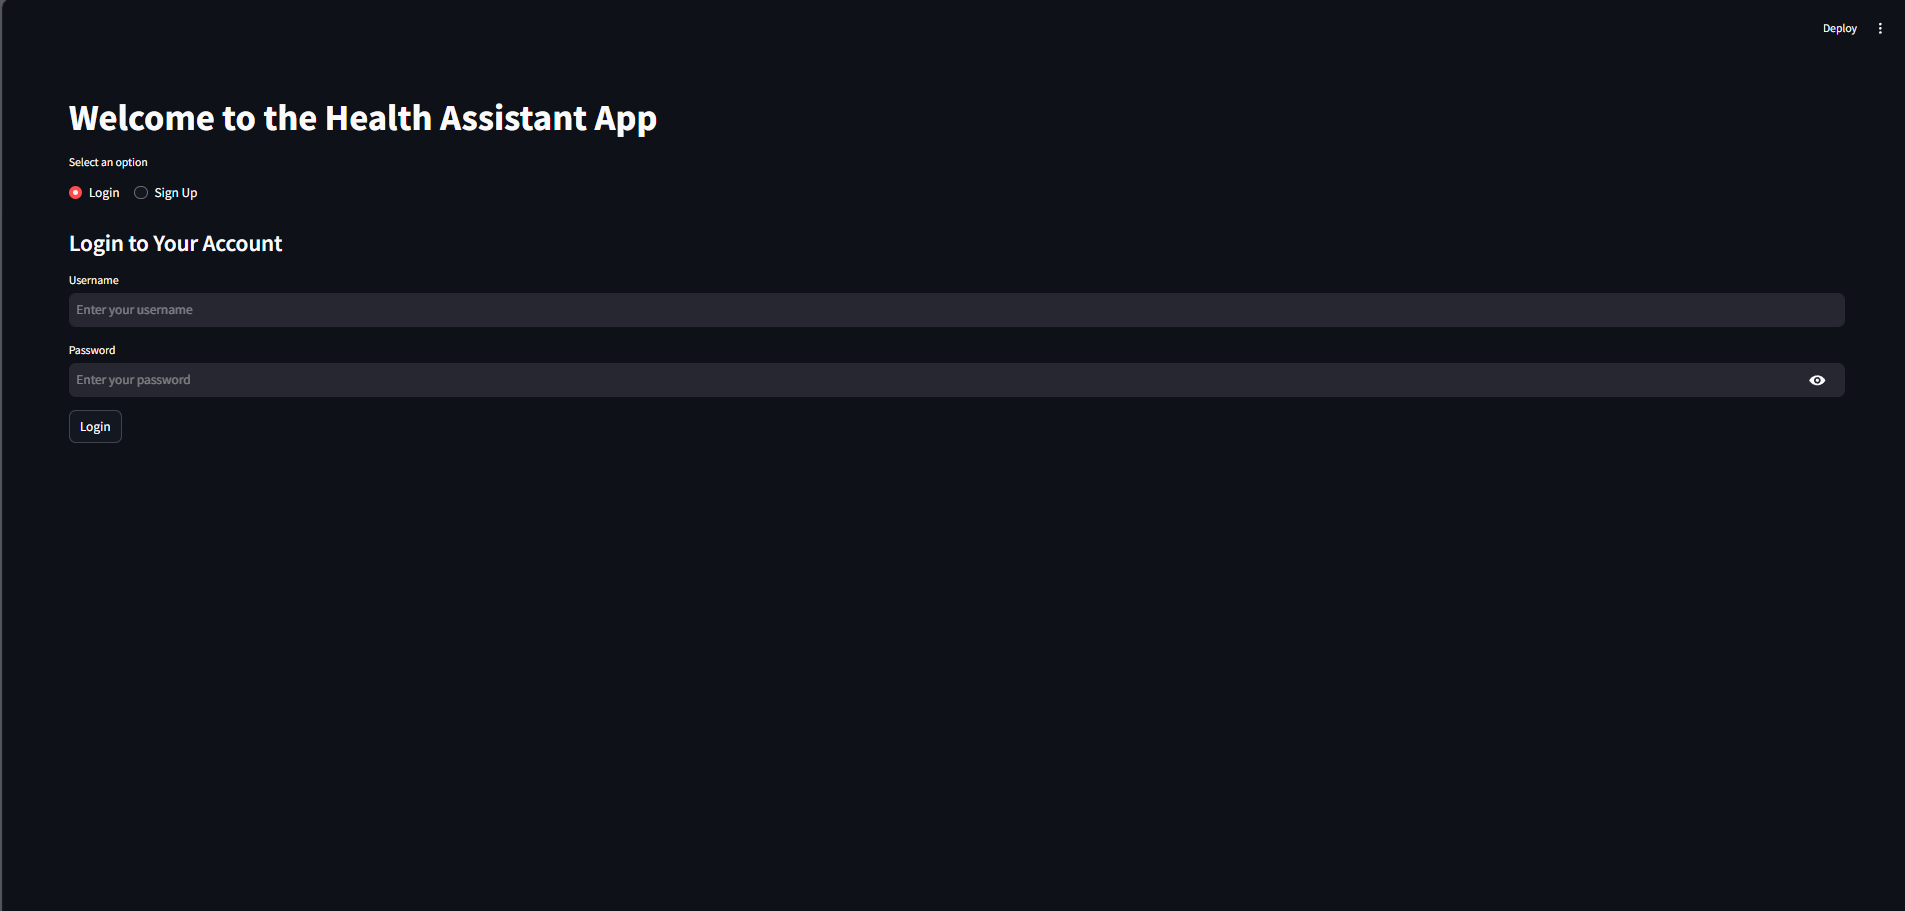 Deploy
Welcome to the Health Assistant App
Select an option
Login Sign Up
Login to Your Account
Username
Enter your username
Password
Enter your password
Login